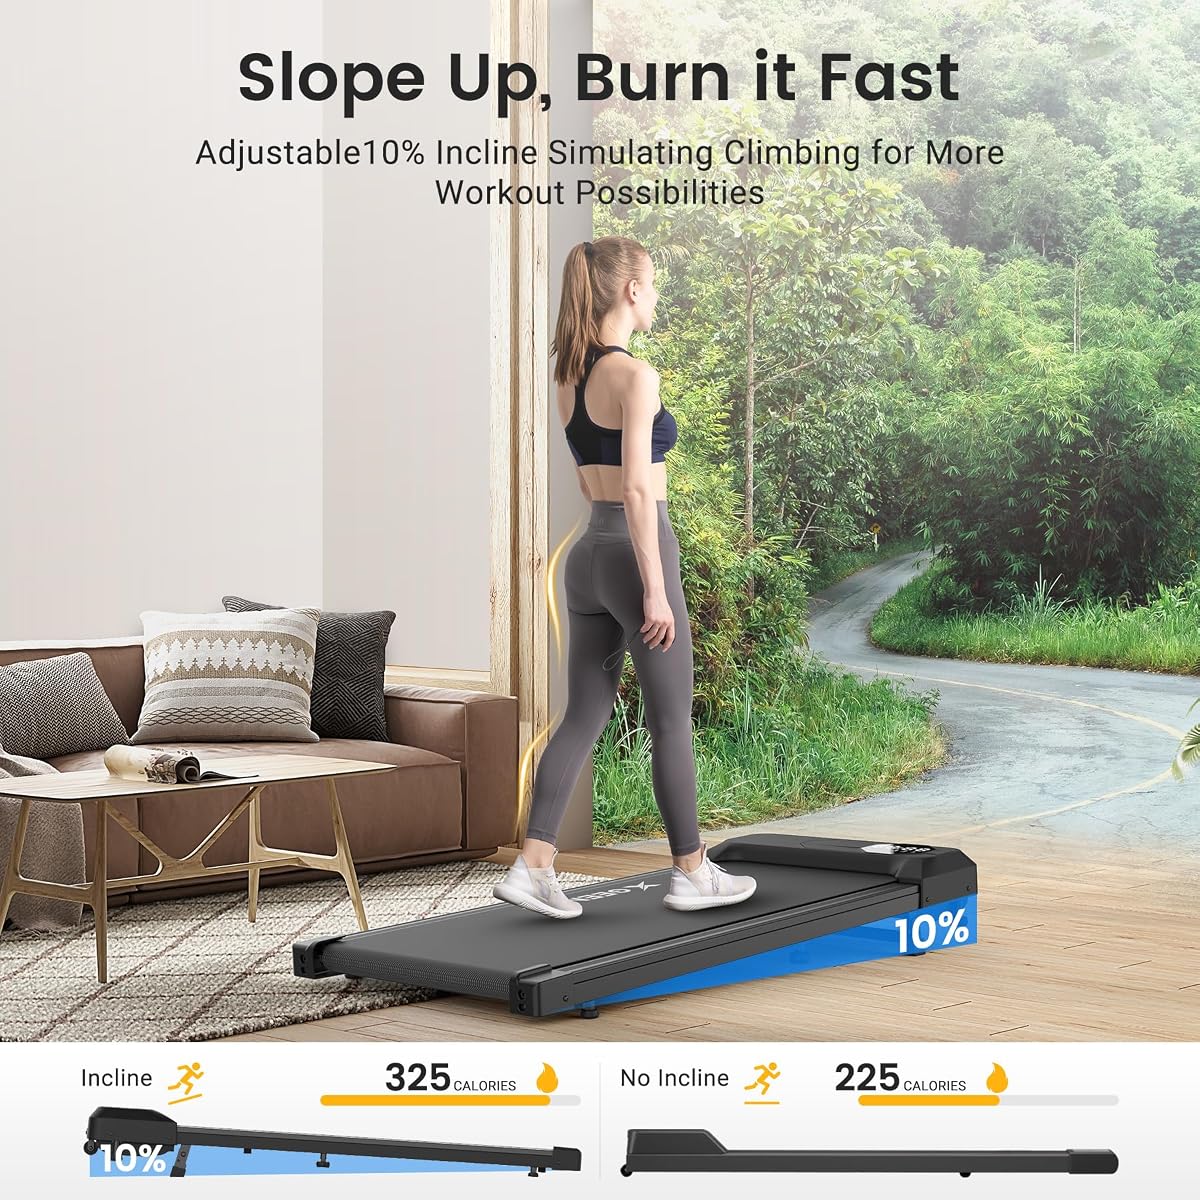 Slope Up, Burn it Fast
Adjustable10% Incline Simulating Climbing for More
Workout Possibilities
10%
Incline
325 CALORIES
No Incline
225 CALORIES
10%